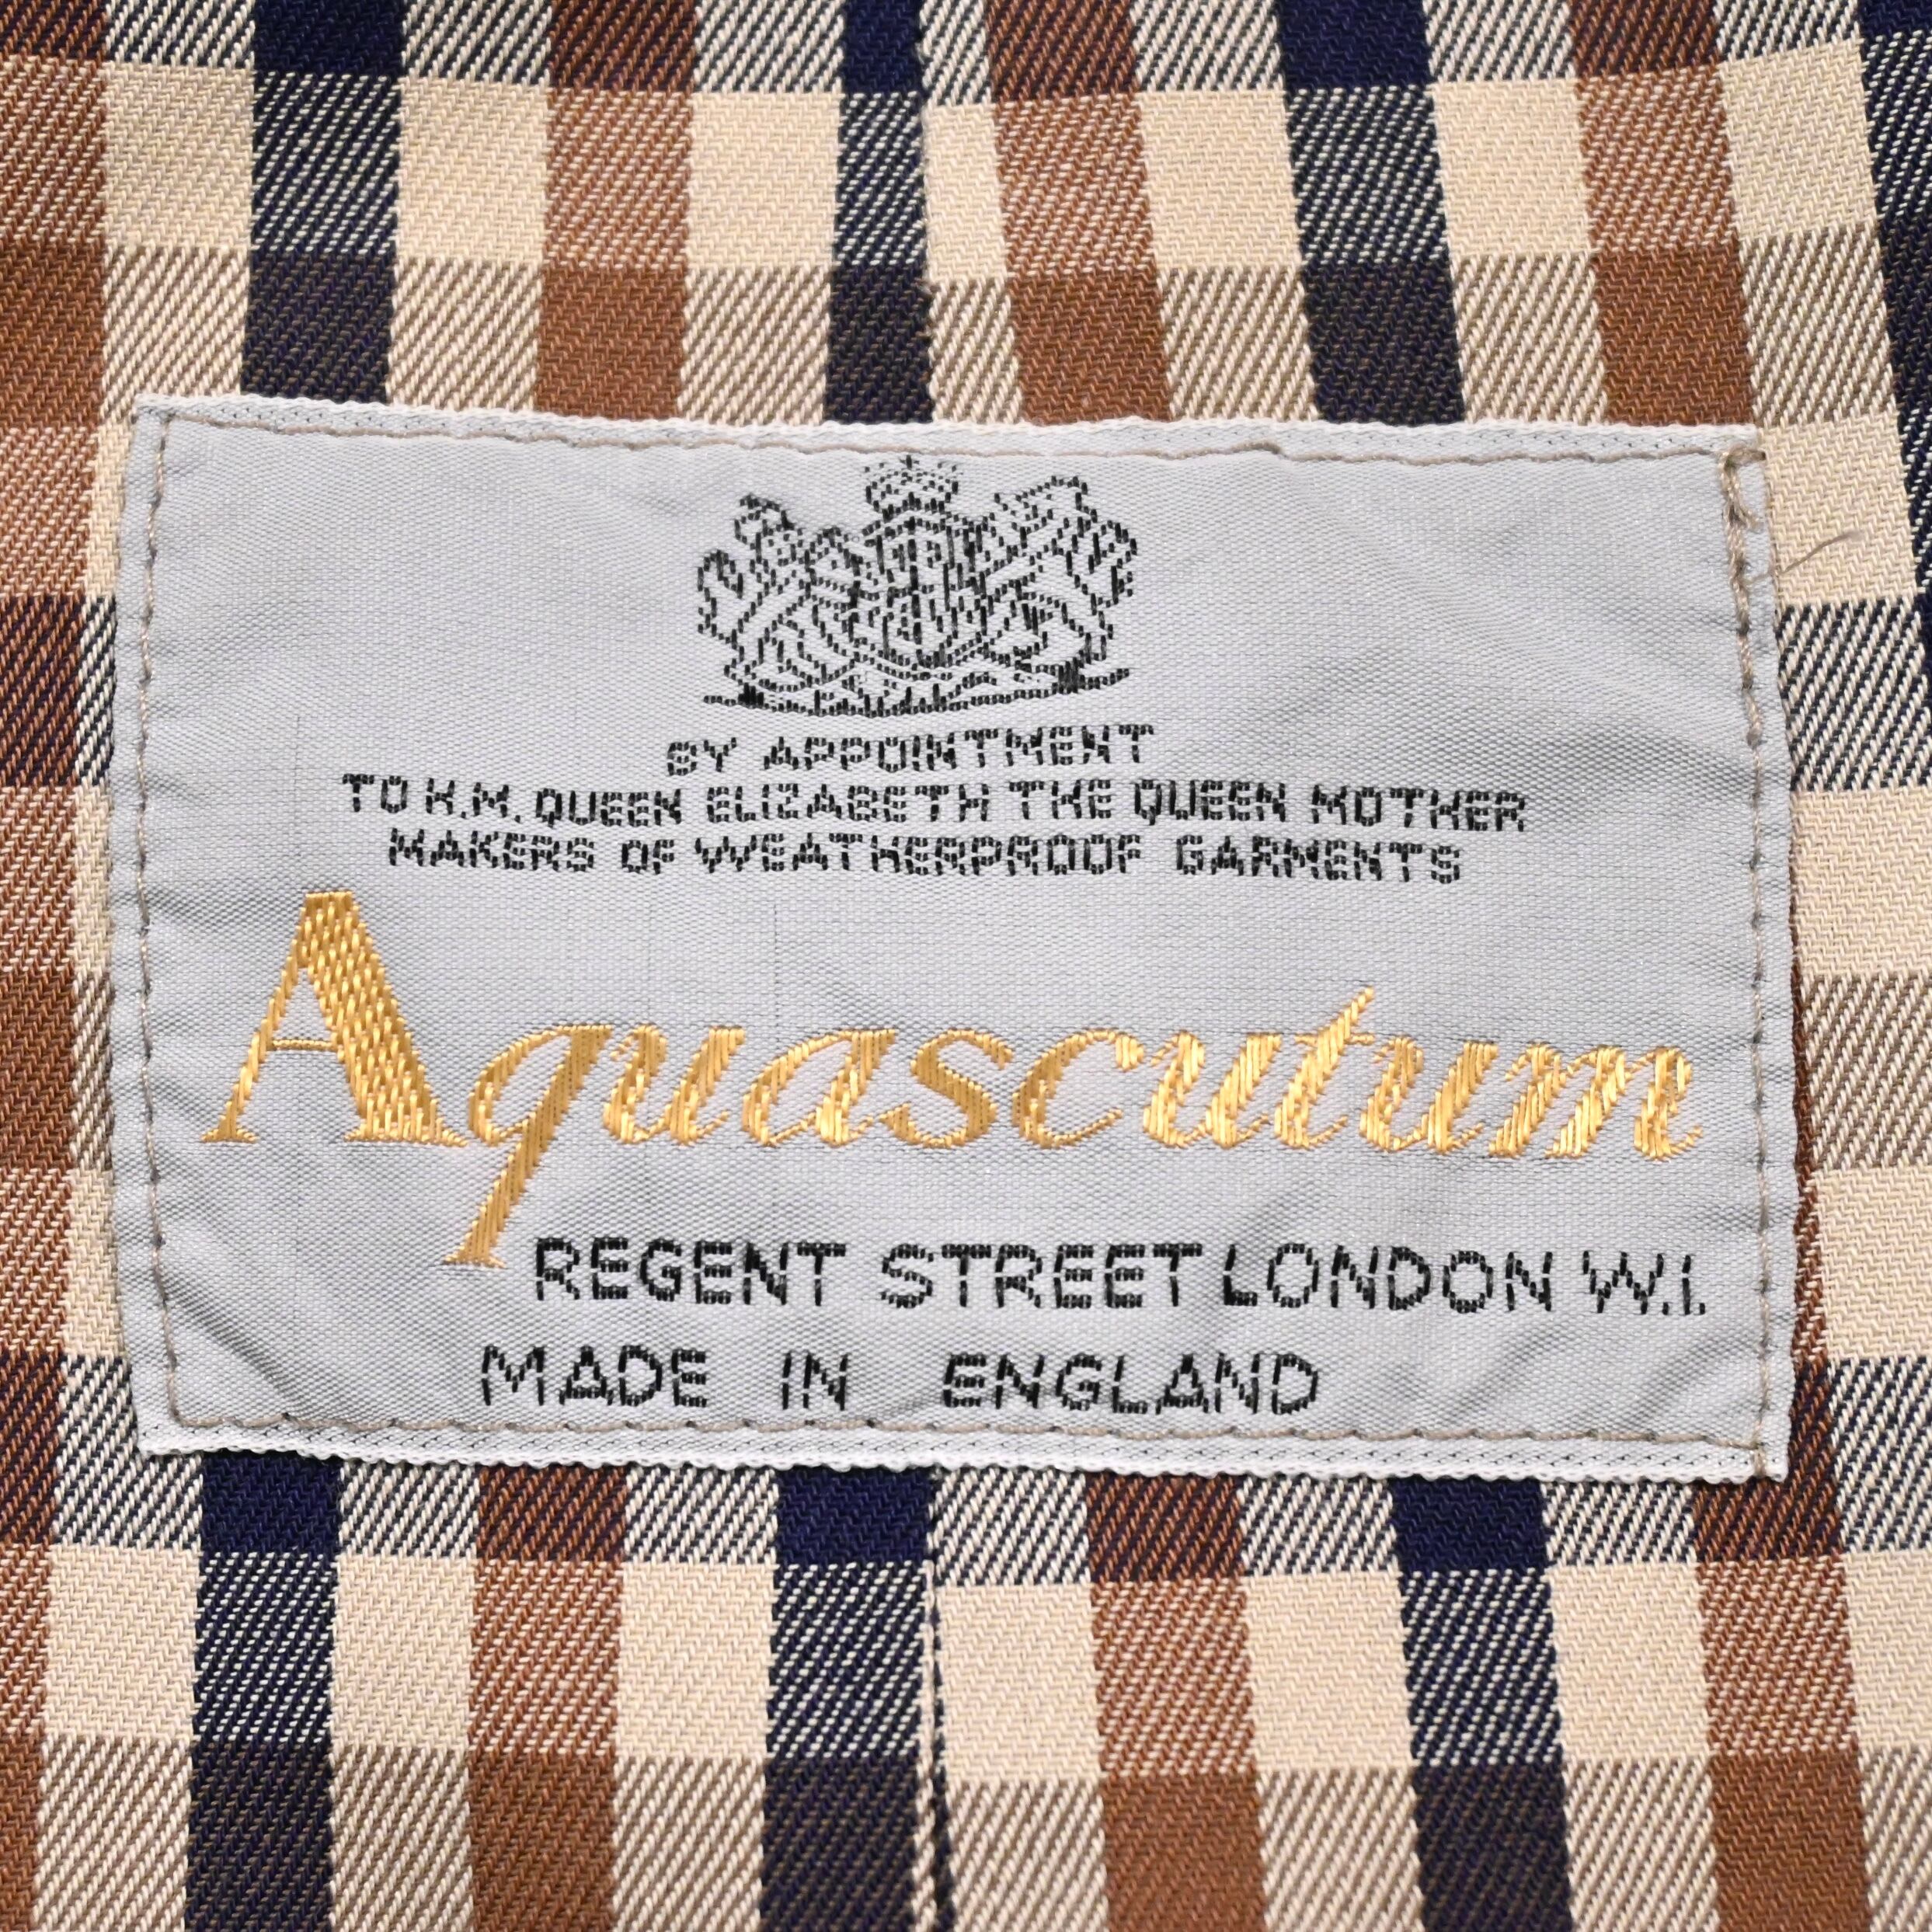 BY APPOINTMENT
TO H.M. QUEEN ELIZABETH THE QUEEN MOTHER
MAKERS OF WEATHERPROOF GARMENTS
Aquascutum
REGENT STREET LONDON W.I.
MADE IN ENGLAND